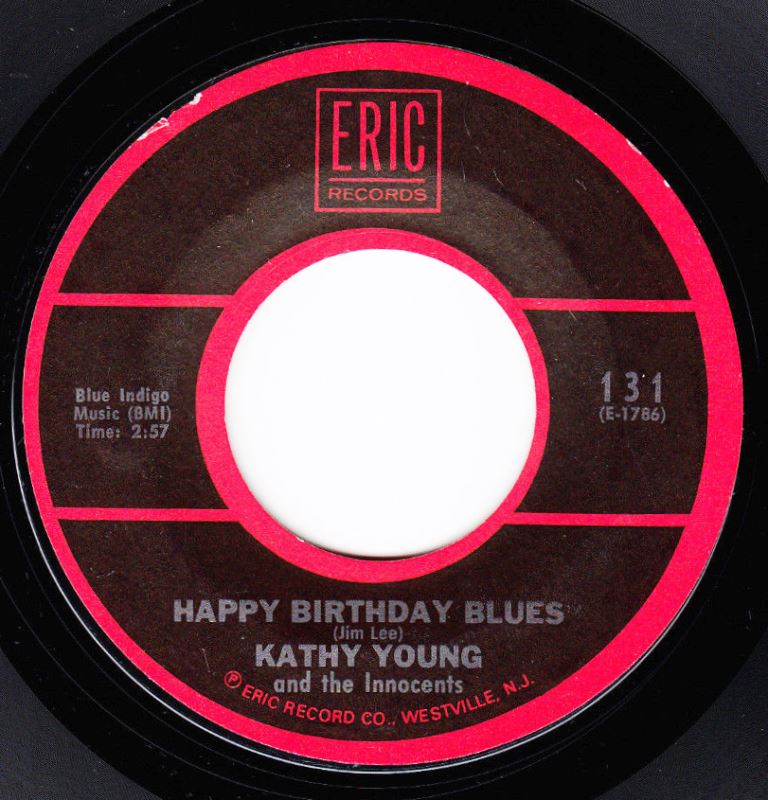 ERIC
RECORDS
Blue Indigo
Music (BMI)
Time: 2:57
131
(E-1786)
HAPPY BIRTHDAY BLUES
(Jim Lee)
KATHY YOUNG
and the Innocents
℗ ERIC RECORD CO., WESTVILLE, N.J.